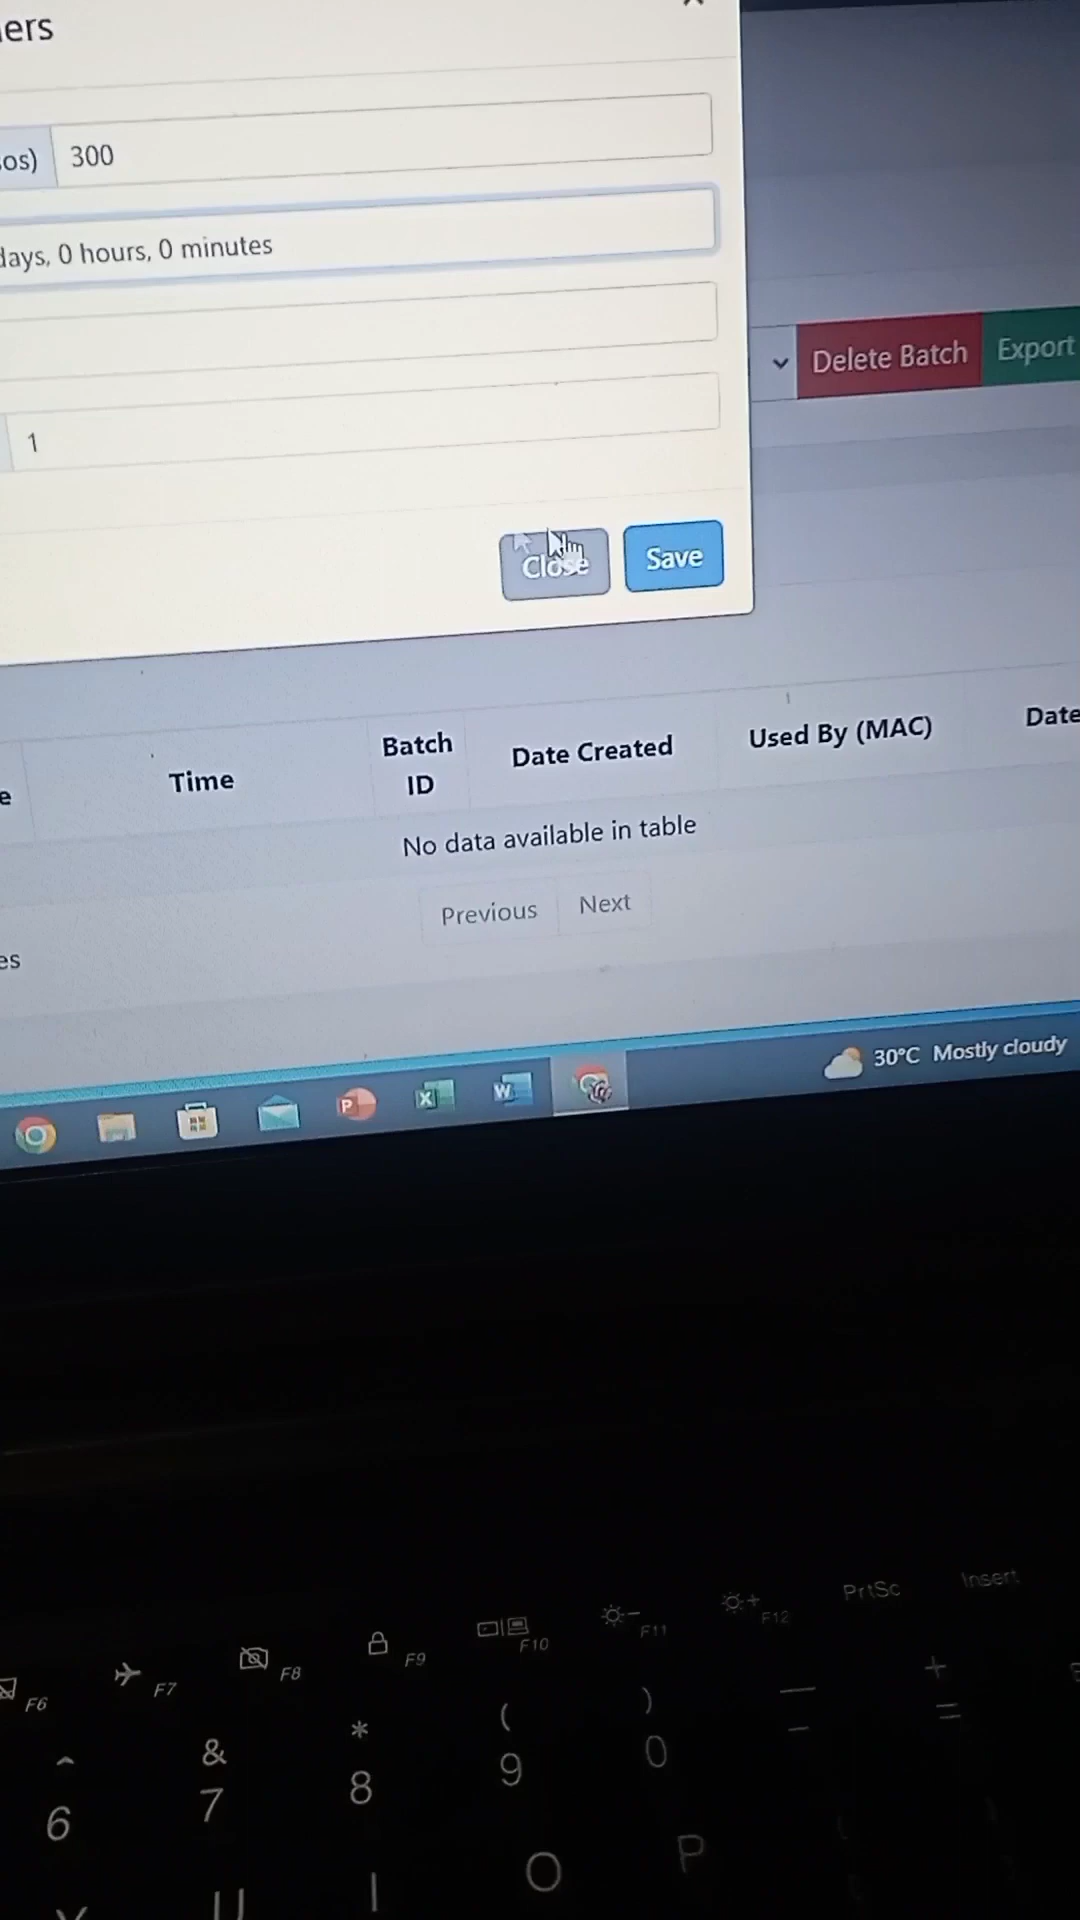 ers
os) 300
days, 0 hours, 0 minutes
1
Delete Batch Export
Close Save
Time Batch ID Date Created Used By (MAC) Date
e
No data available in table
Previous Next
es
30°C Mostly cloudy
P X W
PrtSc Insert
F6 F7 F8 F9 F10 F11 F12
^ & * ( ) — +
6 7 8 9 0 - =
U I O P